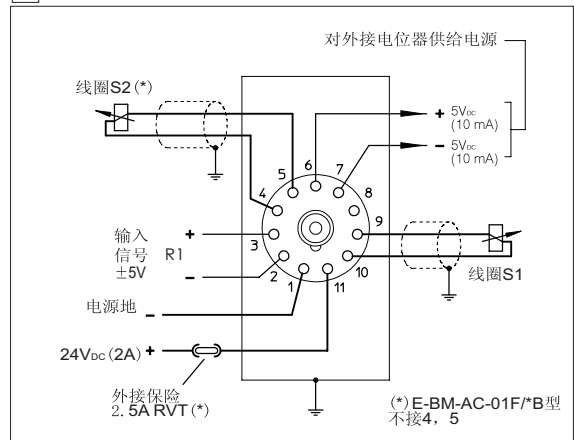 对外接电位器供给电源
线圈S2(*)
+ 5VDC
(10 mA)
- 5VDC
(10 mA)
6
5
7
4
8
3
9
2
10
1
11
输入
信号 R1
±5V
+
-
线圈S1
电源地 -
24VDC(2A) +
外接保险
2.5A RVT(*)
(*)E-BM-AC-01F/*B型
不接4，5